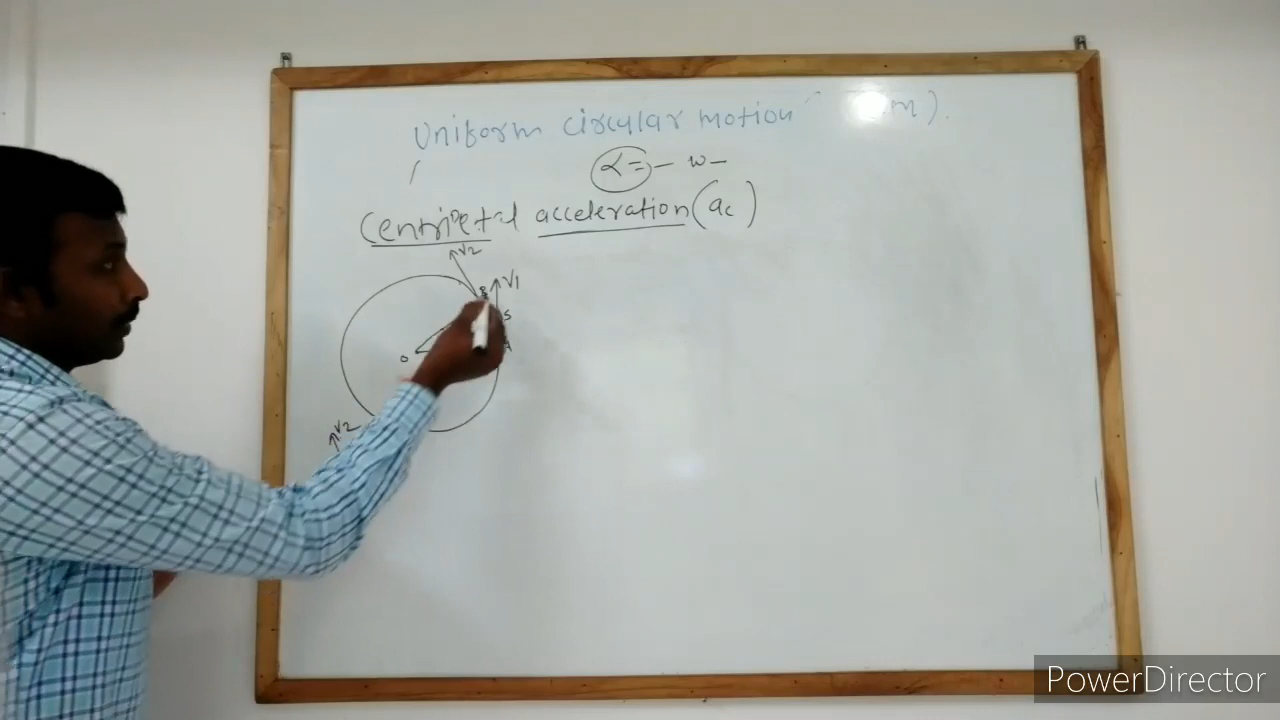 Uniform circular motion m).
α = — w —
Centripetal acceleration (ac)
V2
B V1
S
O A
V2
PowerDirector